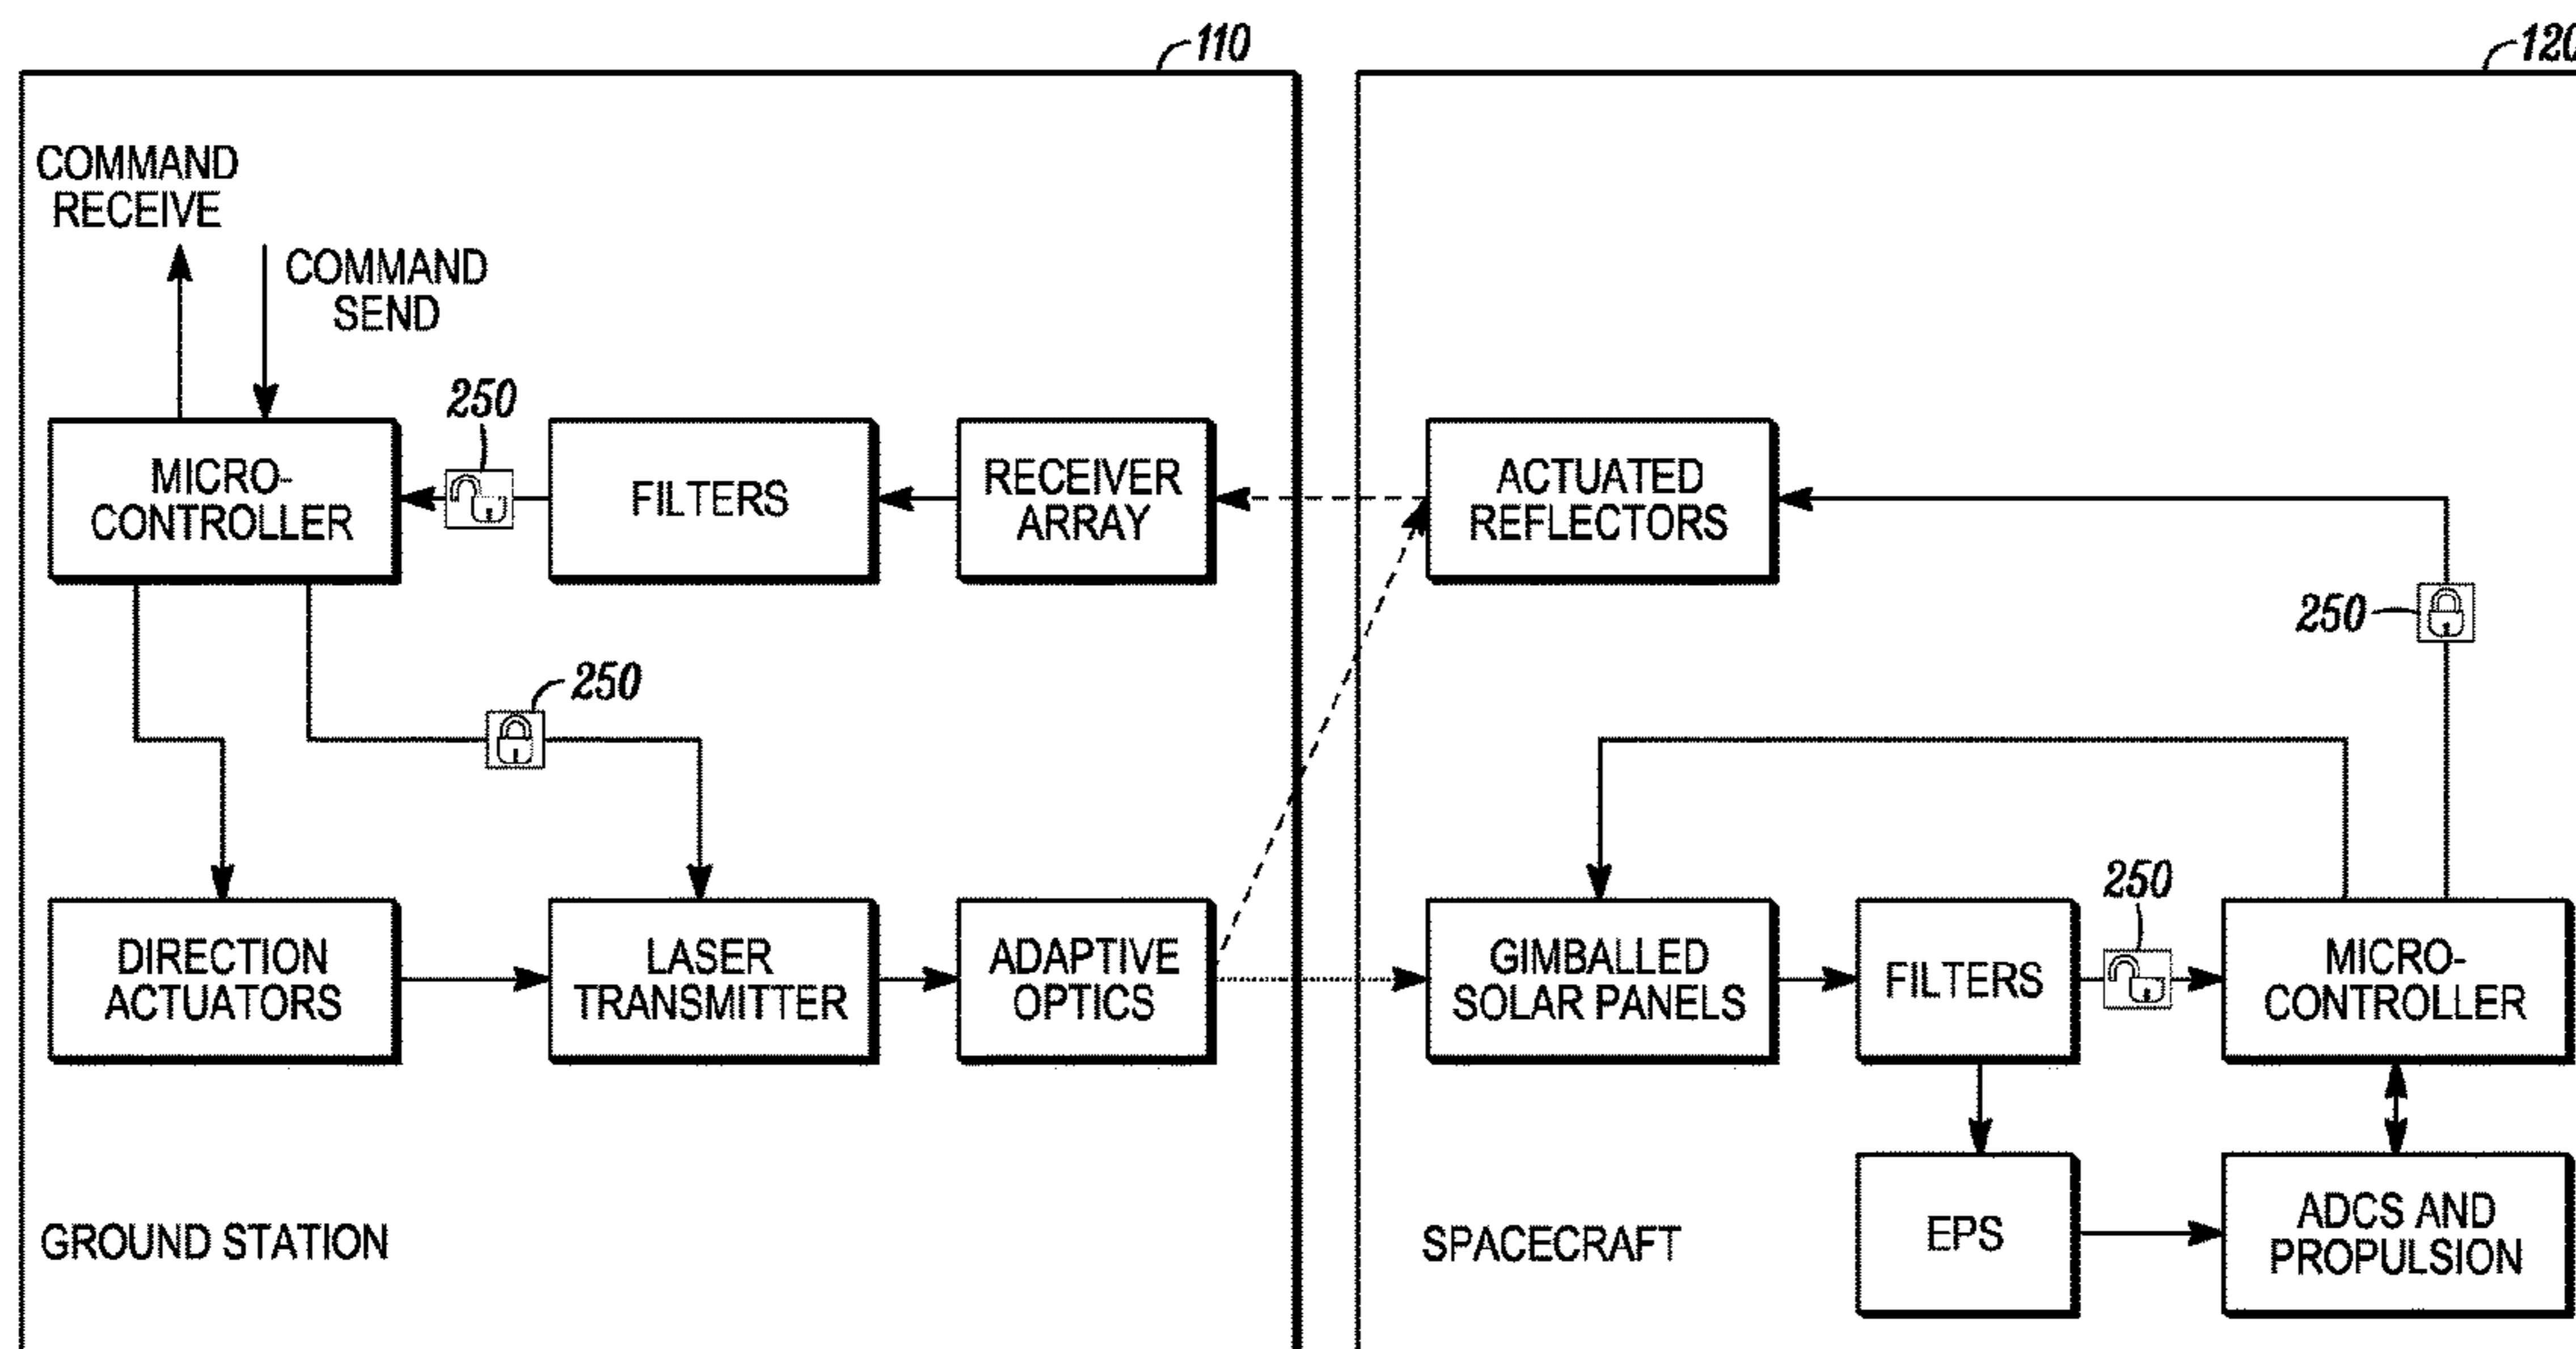 110
120
COMMAND
RECEIVE
COMMAND
SEND
250
MICRO-
CONTROLLER
FILTERS
RECEIVER
ARRAY
ACTUATED
REFLECTORS
250
250
DIRECTION
ACTUATORS
LASER
TRANSMITTER
ADAPTIVE
OPTICS
GIMBALLED
SOLAR PANELS
FILTERS
250
MICRO-
CONTROLLER
GROUND STATION
SPACECRAFT
EPS
ADCS AND
PROPULSION